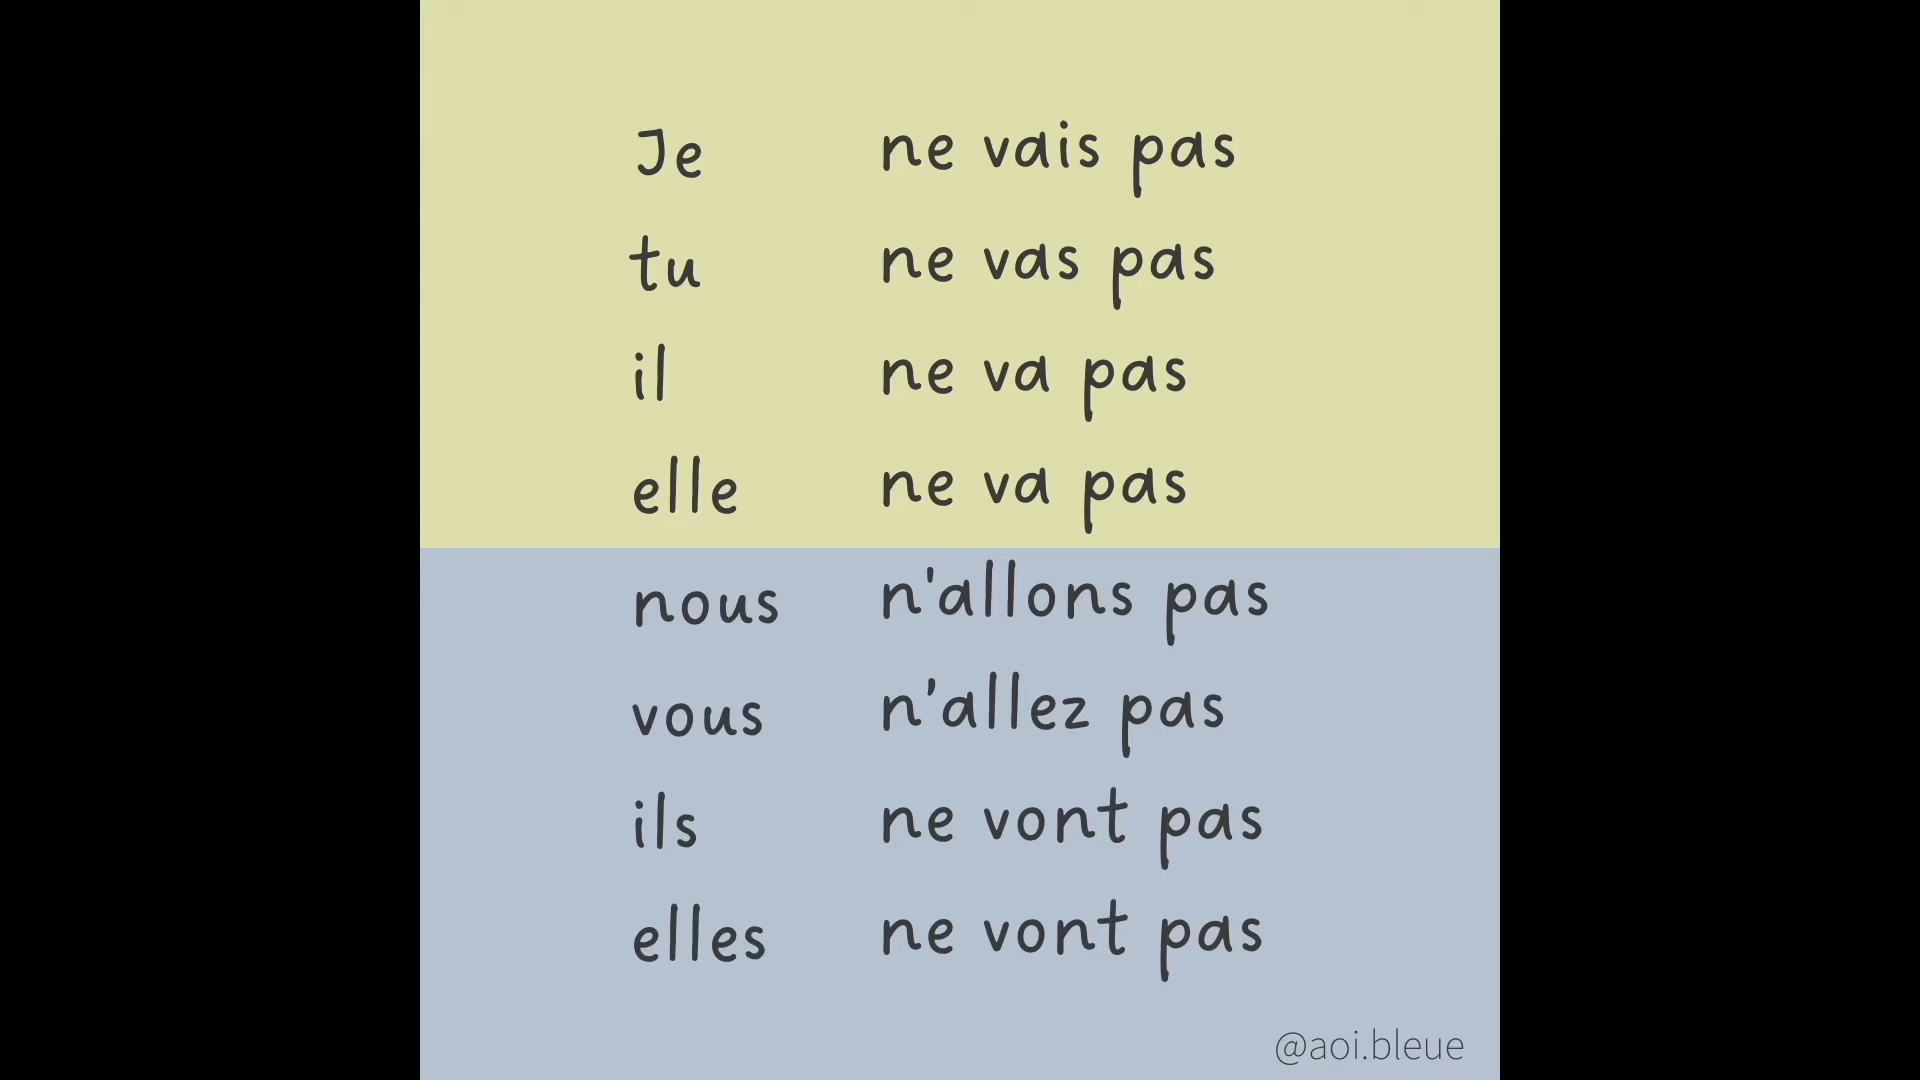 Je ne vais pas
tu ne vas pas
il ne va pas
elle ne va pas
nous n'allons pas
vous n'allez pas
ils ne vont pas
elles ne vont pas
@aoi.bleue